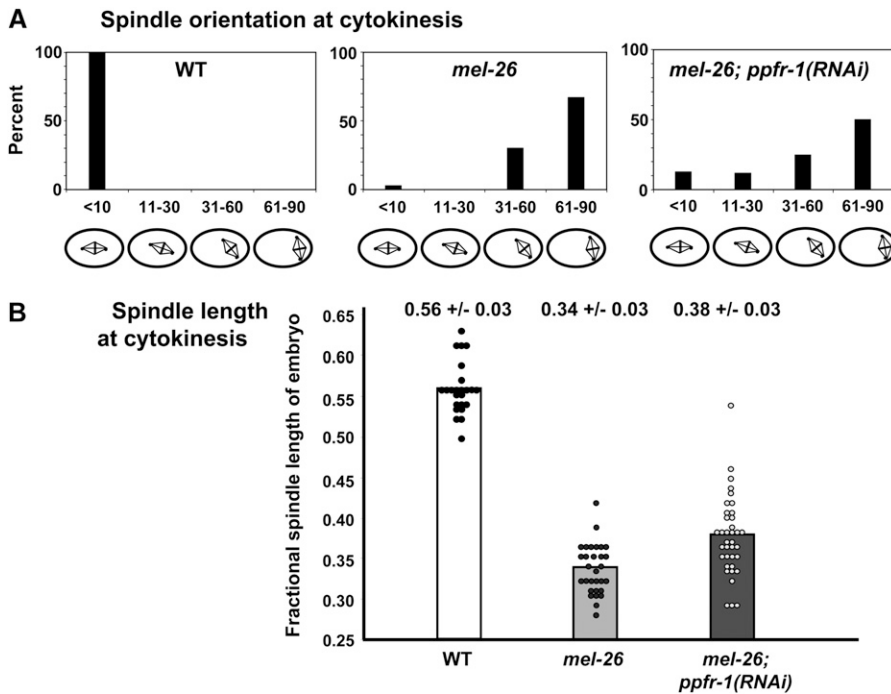 A Spindle orientation at cytokinesis
Percent
100
50
0
WT
<10 11-30 31-60 61-90
100
50
0
mel-26
<10 11-30 31-60 61-90
100
50
0
mel-26; ppfr-1(RNAi)
<10 11-30 31-60 61-90
B Spindle length
at cytokinesis
Fractional spindle length of embryo
0.65
0.60
0.55
0.50
0.45
0.40
0.35
0.30
0.25
0.56 +/- 0.03 0.34 +/- 0.03 0.38 +/- 0.03
WT mel-26 mel-26;
ppfr-1(RNAi)